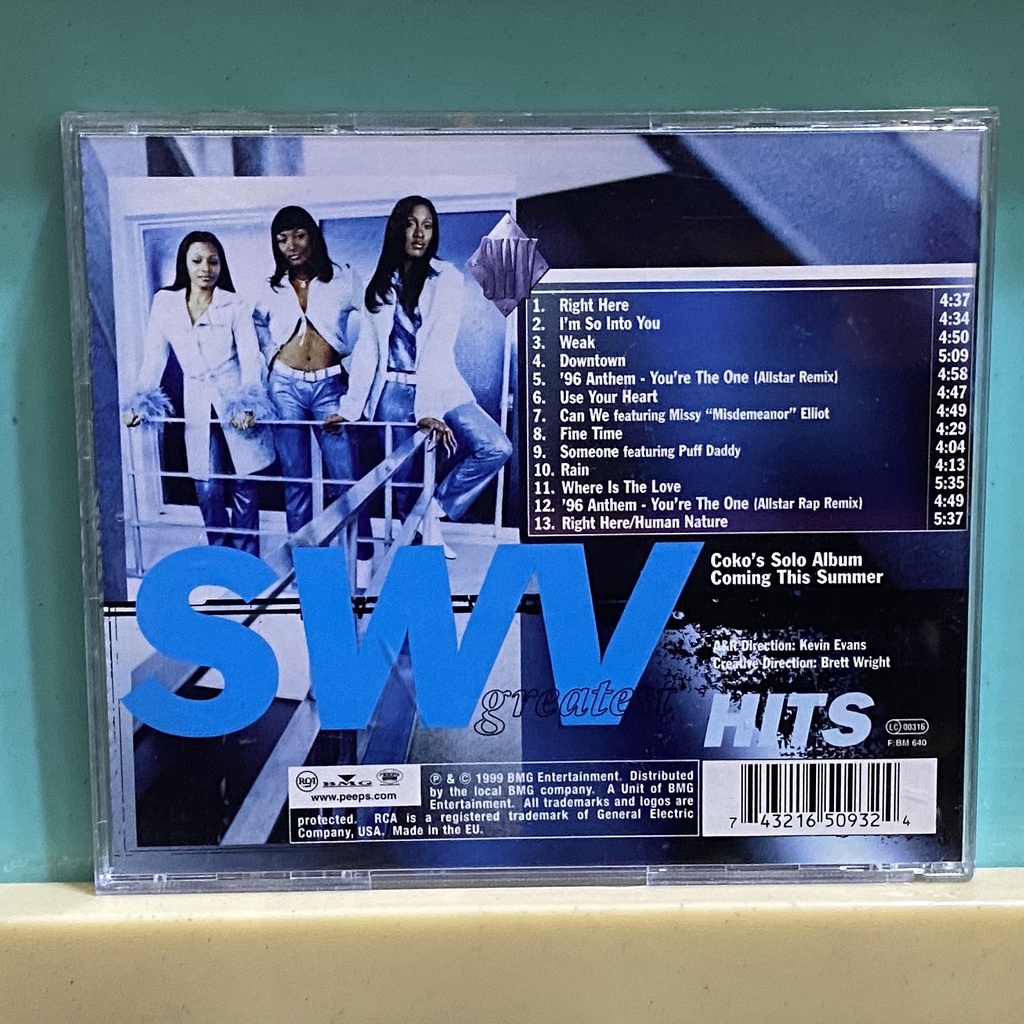 1. Right Here 4:37
2. I'm So Into You 4:34
3. Weak 4:50
4. Downtown 5:09
5. '96 Anthem - You're The One (Allstar Remix) 4:58
6. Use Your Heart 4:47
7. Can We featuring Missy "Misdemeanor" Elliot 4:49
8. Fine Time 4:29
9. Someone featuring Puff Daddy 4:04
10. Rain 4:13
11. Where Is The Love 5:35
12. '96 Anthem - You're The One (Allstar Rap Remix) 4:49
13. Right Here/Human Nature 5:37
SWV
greatest
HITS
Coko's Solo Album
Coming This Summer
A&R Direction: Kevin Evans
Creative Direction: Brett Wright
LC 00316
F:BM 640
RCA BMG
www.peeps.com
℗ & © 1999 BMG Entertainment. Distributed
by the local BMG company. A Unit of BMG
Entertainment. All trademarks and logos are
protected. RCA is a registered trademark of General Electric
Company, USA. Made in the EU.
7 43216 50932 4